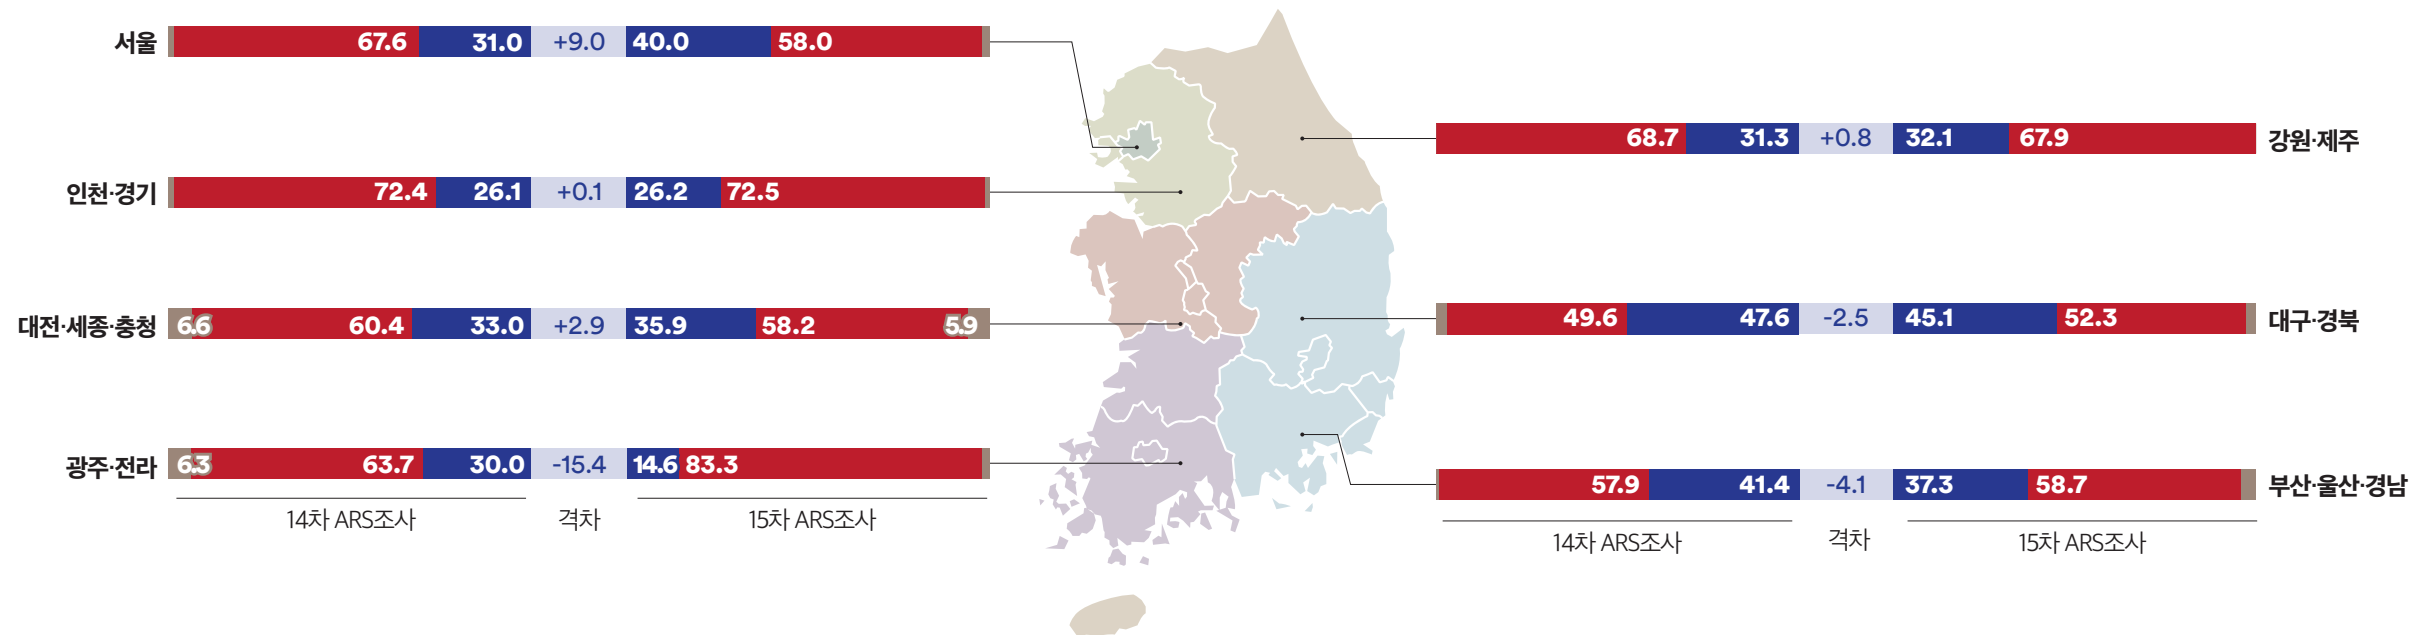 서울 67.6 31.0 +9.0 40.0 58.0
인천·경기 72.4 26.1 +0.1 26.2 72.5
대전·세종·충청 6.6 60.4 33.0 +2.9 35.9 58.2 5.9
광주·전라 6.3 63.7 30.0 -15.4 14.6 83.3
14차 ARS조사 격차 15차 ARS조사
68.7 31.3 +0.8 32.1 67.9 강원·제주
49.6 47.6 -2.5 45.1 52.3 대구·경북
57.9 41.4 -4.1 37.3 58.7 부산·울산·경남
14차 ARS조사 격차 15차 ARS조사